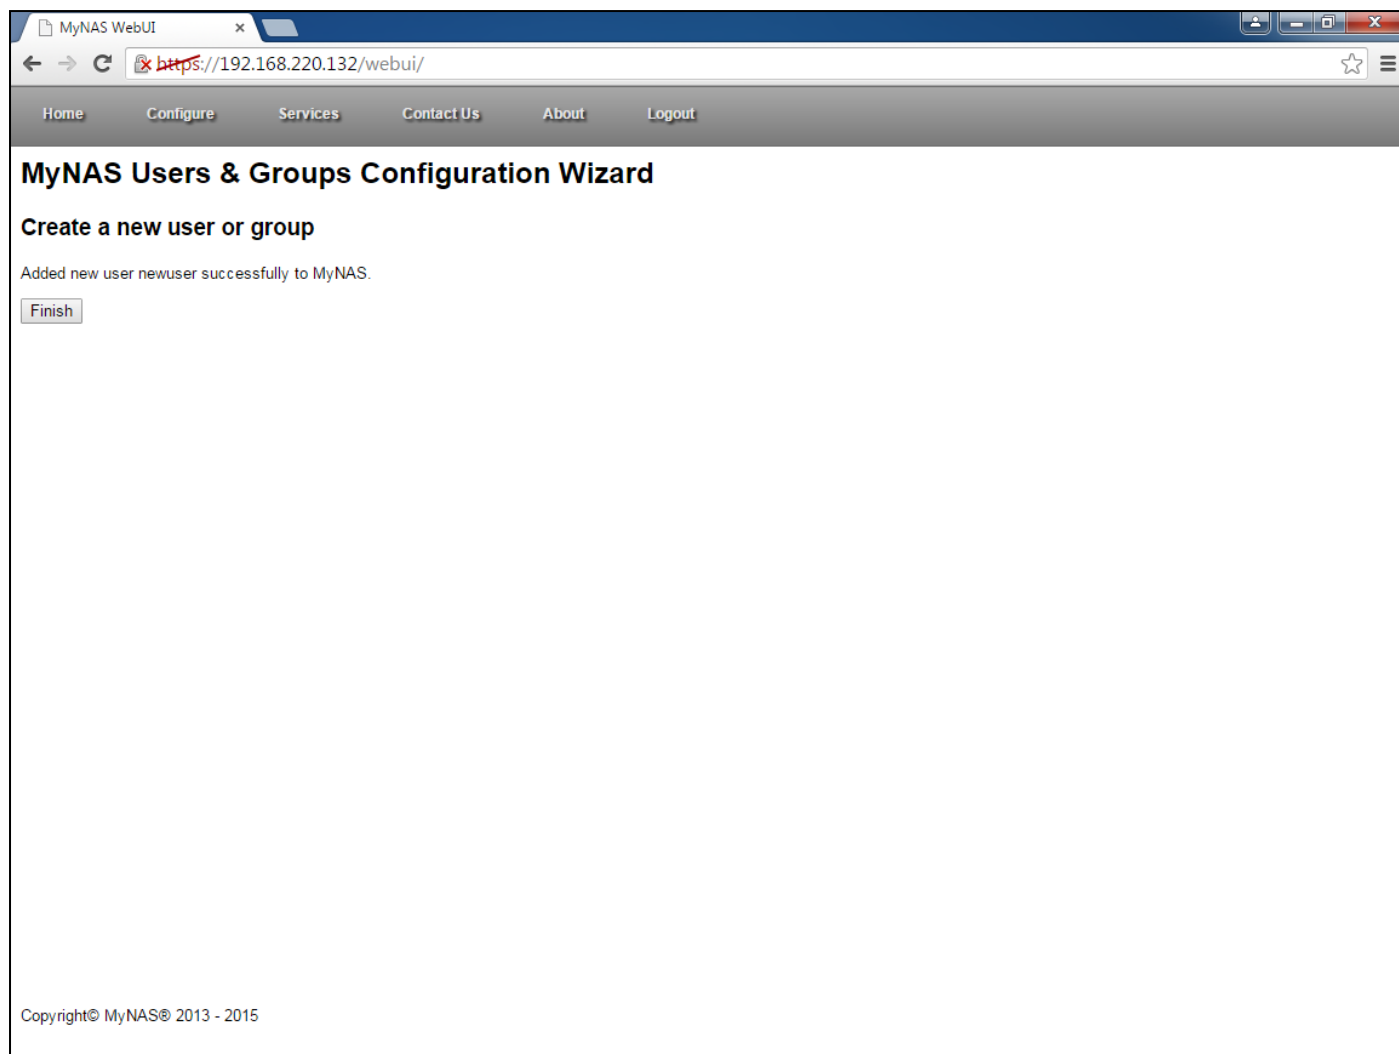 MyNAS WebUI
https://192.168.220.132/webui/
Home Configure Services Contact Us About Logout
MyNAS Users & Groups Configuration Wizard
Create a new user or group
Added new user newuser successfully to MyNAS.
Finish
Copyright© MyNAS® 2013 - 2015